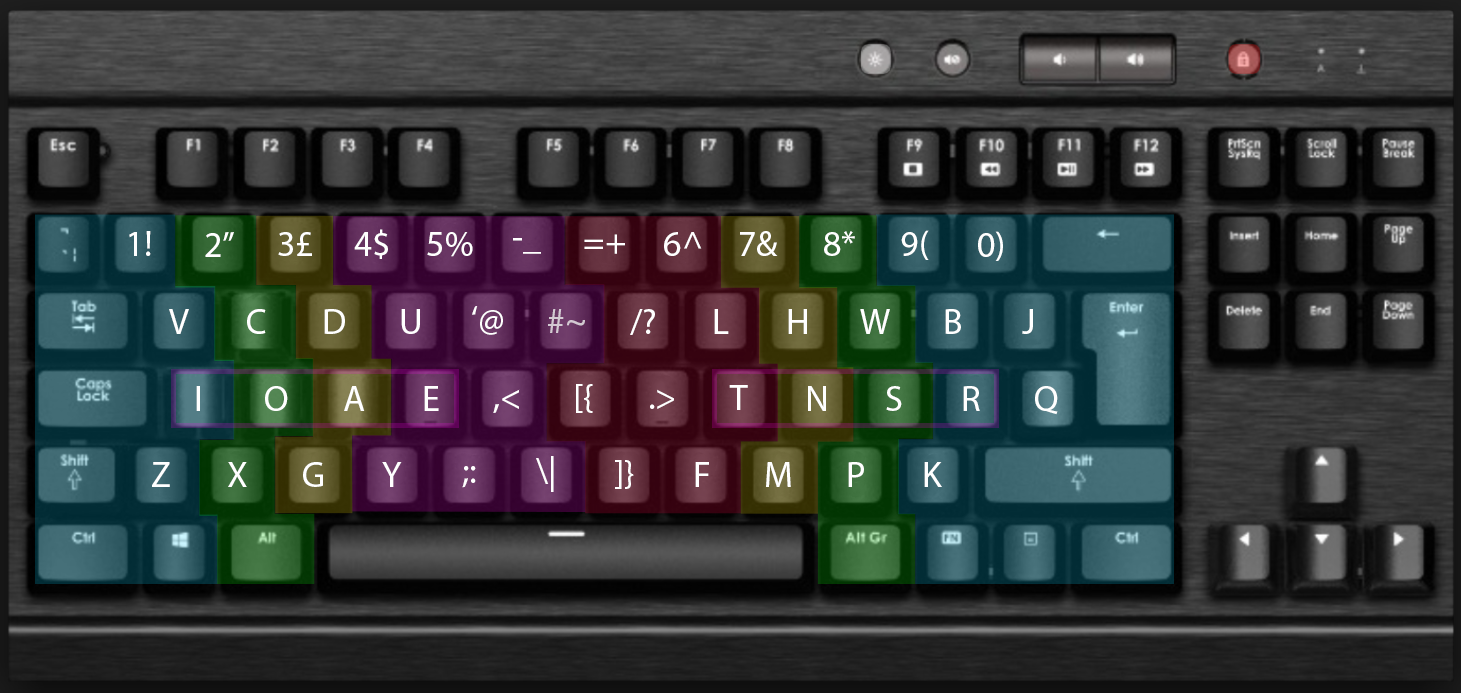 A
Esc F1 F2 F3 F4 F5 F6 F7 F8 F9 F10 F11 F12 PrtScn SysRq Scroll Lock Pause Break
1! 2” 3£ 4$ 5% -_ =+ 6^ 7& 8* 9( 0) ← Insert Home Page Up
Tab V C D U ‘@ #~ /? L H W B J Enter Delete End Page Down
Caps Lock I O A E ,< [{ .> T N S R Q
Shift Z X G Y ;: \| ]} F M P K Shift
Ctrl Alt Alt Gr FN Ctrl